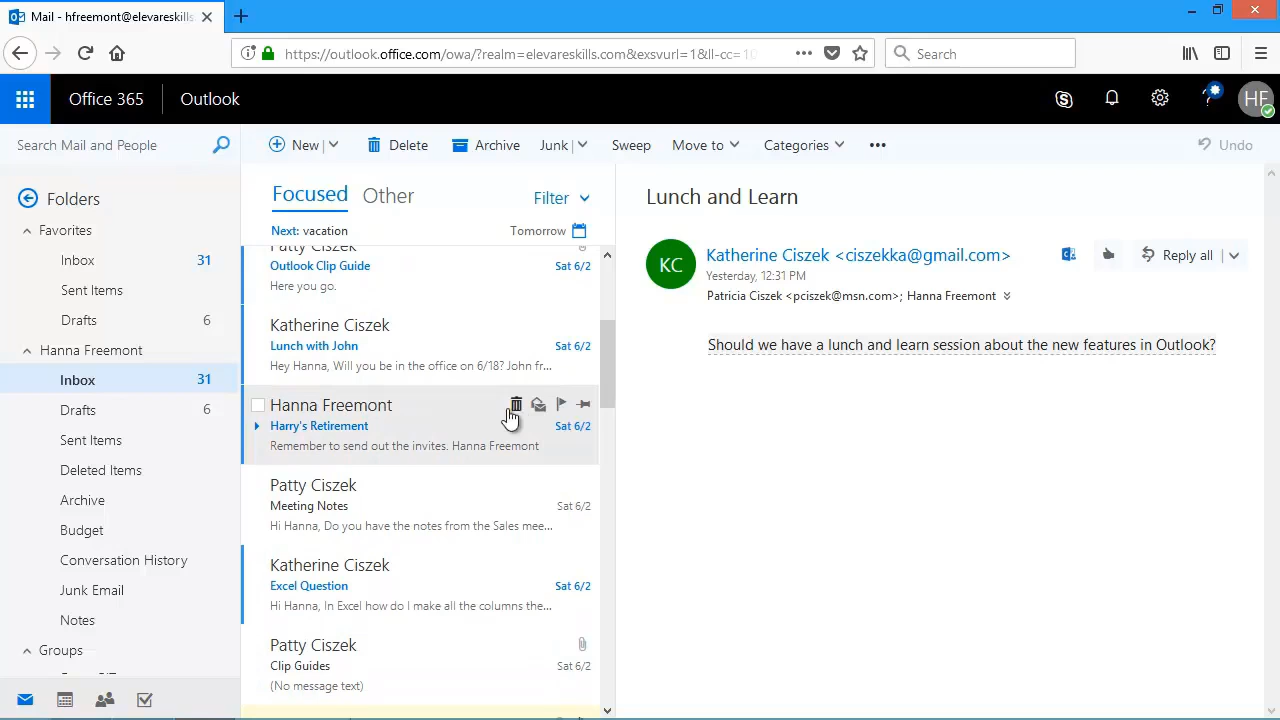 Mail - hfreemont@elevareskills
https://outlook.office.com/owa/?realm=elevareskills.com&exsvurl=1&ll-cc=10
Search
Office 365
Outlook
HF
Search Mail and People
New
Delete
Archive
Junk
Sweep
Move to
Categories
Undo
Folders
Favorites
Inbox 31
Sent Items
Drafts 6
Hanna Freemont
Inbox 31
Drafts 6
Sent Items
Deleted Items
Archive
Budget
Conversation History
Junk Email
Notes
Groups
Focused Other
Filter
Next: vacation
Tomorrow
Patty Ciszek
Outlook Clip Guide Sat 6/2
Here you go.
Katherine Ciszek
Lunch with John Sat 6/2
Hey Hanna, Will you be in the office on 6/18? John fr...
Hanna Freemont
Harry's Retirement Sat 6/2
Remember to send out the invites. Hanna Freemont
Patty Ciszek
Meeting Notes Sat 6/2
Hi Hanna, Do you have the notes from the Sales mee...
Katherine Ciszek
Excel Question Sat 6/2
Hi Hanna, In Excel how do I make all the columns the...
Patty Ciszek
Clip Guides Sat 6/2
(No message text)
Lunch and Learn
KC
Katherine Ciszek <ciszekka@gmail.com>
Reply all
Yesterday, 12:31 PM
Patricia Ciszek <pciszek@msn.com>; Hanna Freemont
Should we have a lunch and learn session about the new features in Outlook?